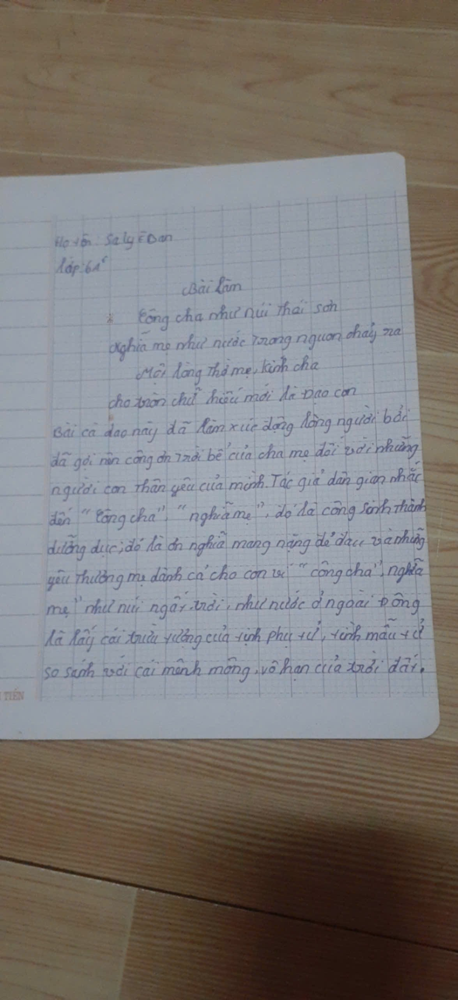 Họ tên: Saly ÊBan
Lớp: 6A6
Bài làm
* Công cha như núi Thái sơn
Nghĩa mẹ như nước Trong nguon chảy ra
Một lòng Thờ mẹ, kính cha
cho tròn chữ hiếu mới là Đạo con
Bài ca dao này đã làm xúc động lòng người bởi
đã gợi nên công ơn Trời bể của cha mẹ đối với những
người con Thân yêu của mình. Tác giả dân gian nhắc
đến "Công cha", "nghĩa mẹ", đó là công sinh Thành
dưỡng dục; đó là ơn nghĩa mang nặng đẻ đau và những
yêu Thương mẹ dành cả cho con ví "công cha", nghĩa
mẹ" như núi ngất trời, như nước ở ngoài Đông
là lấy cái trừu tượng của tình phụ tử, tình mẫu tử
so sánh với cái mênh mông, vô hạn của trời đất.
TIẾN